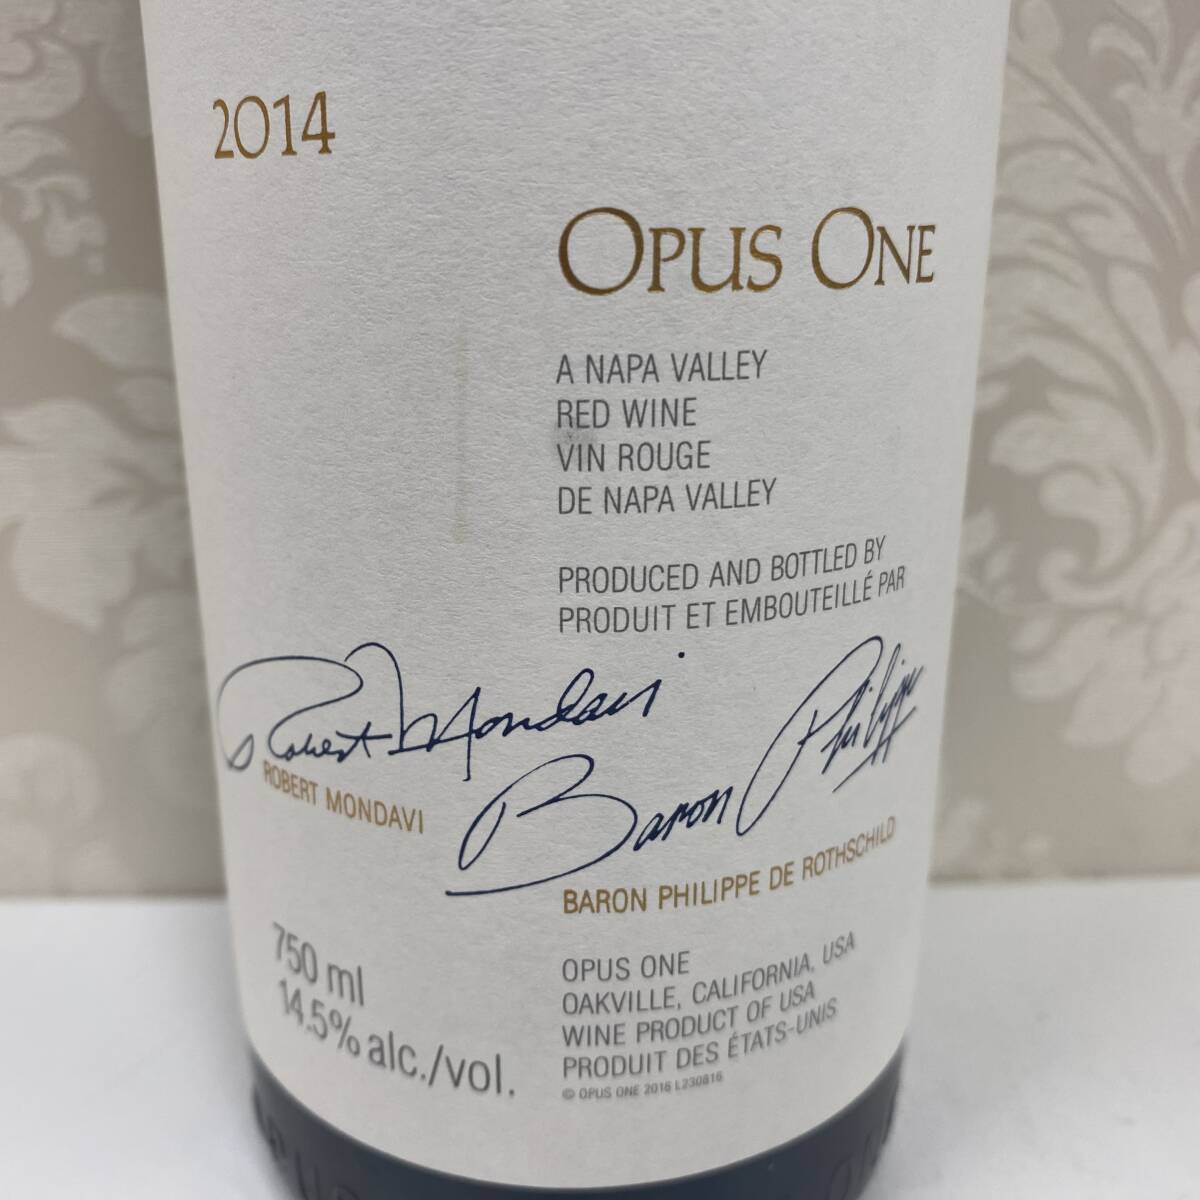 2014
OPUS ONE
A NAPA VALLEY
RED WINE
VIN ROUGE
DE NAPA VALLEY
PRODUCED AND BOTTLED BY
PRODUIT ET EMBOUTEILLÉ PAR
Robert Mondavi
ROBERT MONDAVI
Baron Philippe
BARON PHILIPPE DE ROTHSCHILD
750 ml
14.5% alc./vol.
OPUS ONE
OAKVILLE, CALIFORNIA, USA
WINE PRODUCT OF USA
PRODUIT DES ÉTATS-UNIS
© OPUS ONE 2016 L230816